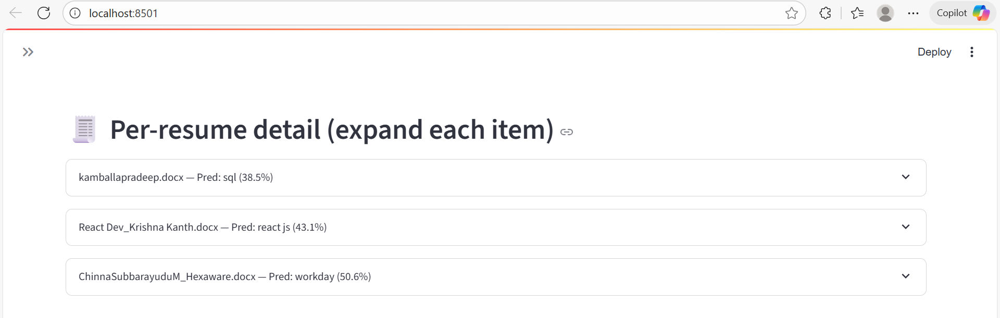 localhost:8501
Copilot
Deploy
Per-resume detail (expand each item)
kamballapradeep.docx — Pred: sql (38.5%)
React Dev_Krishna Kanth.docx — Pred: react js (43.1%)
ChinnaSubbarayuduM_Hexaware.docx — Pred: workday (50.6%)